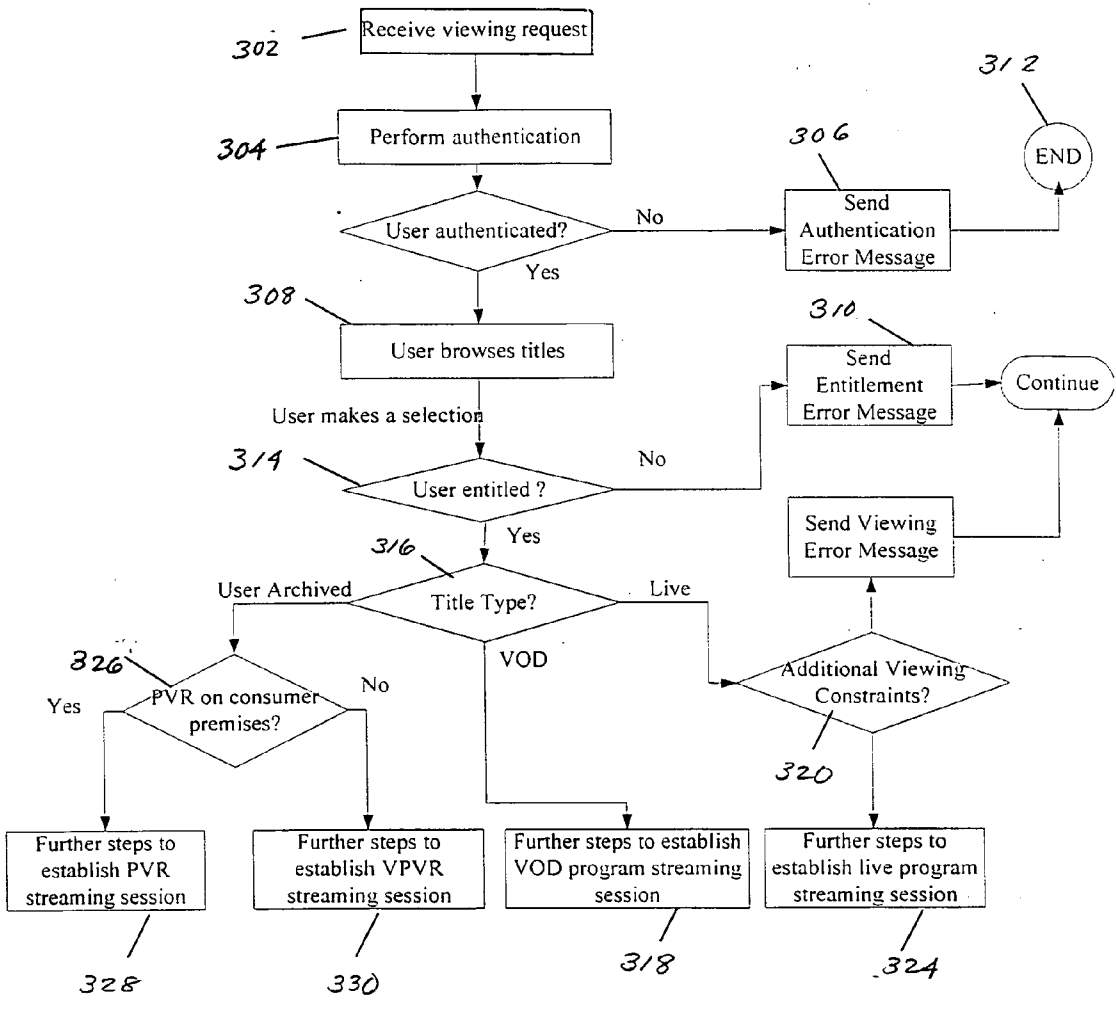 302
Receive viewing request
304
Perform authentication
312
END
306
Send
Authentication
Error Message
User authenticated?
No
Yes
308
User browses titles
310
Send
Entitlement
Error Message
Continue
User makes a selection
314
User entitled ?
No
Yes
Send Viewing
Error Message
316
Title Type?
User Archived
Live
VOD
326
PVR on consumer
premises?
Yes
No
Additional Viewing
Constraints?
320
Further steps to
establish PVR
streaming session
Further steps to
establish VPVR
streaming session
Further steps to establish
VOD program streaming
session
Further steps to
establish live program
streaming session
328
330
318
324